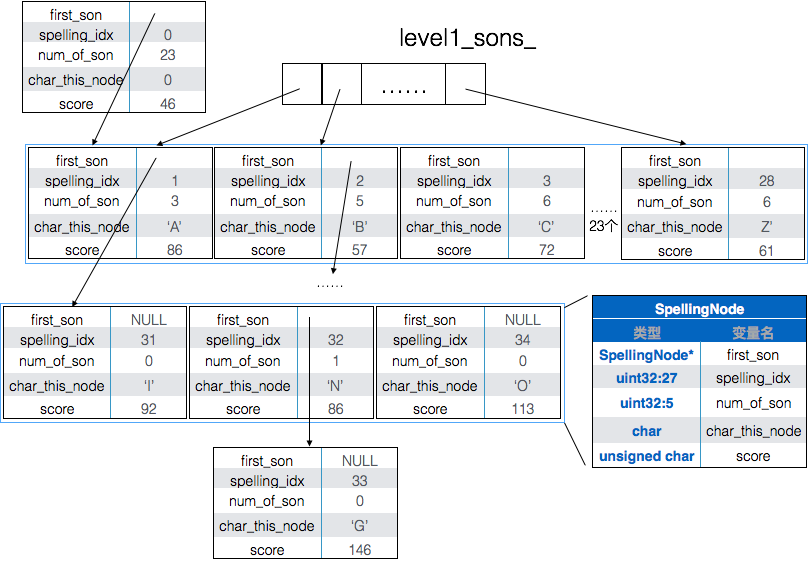 first_son
spelling_idx 0
num_of_son 23
char_this_node 0
score 46
level1_sons_
......
first_son
spelling_idx 1
num_of_son 3
char_this_node 'A'
score 86
first_son
spelling_idx 2
num_of_son 5
char_this_node 'B'
score 57
first_son
spelling_idx 3
num_of_son 6
char_this_node 'C'
score 72
......
23个
first_son
spelling_idx 28
num_of_son 6
char_this_node Z'
score 61
......
first_son NULL
spelling_idx 31
num_of_son 0
char_this_node 'I'
score 92
first_son
spelling_idx 32
num_of_son 1
char_this_node 'N'
score 86
first_son NULL
spelling_idx 34
num_of_son 0
char_this_node 'O'
score 113
SpellingNode
类型 变量名
SpellingNode* first_son
uint32:27 spelling_idx
uint32:5 num_of_son
char char_this_node
unsigned char score
first_son NULL
spelling_idx 33
num_of_son 0
char_this_node 'G'
score 146